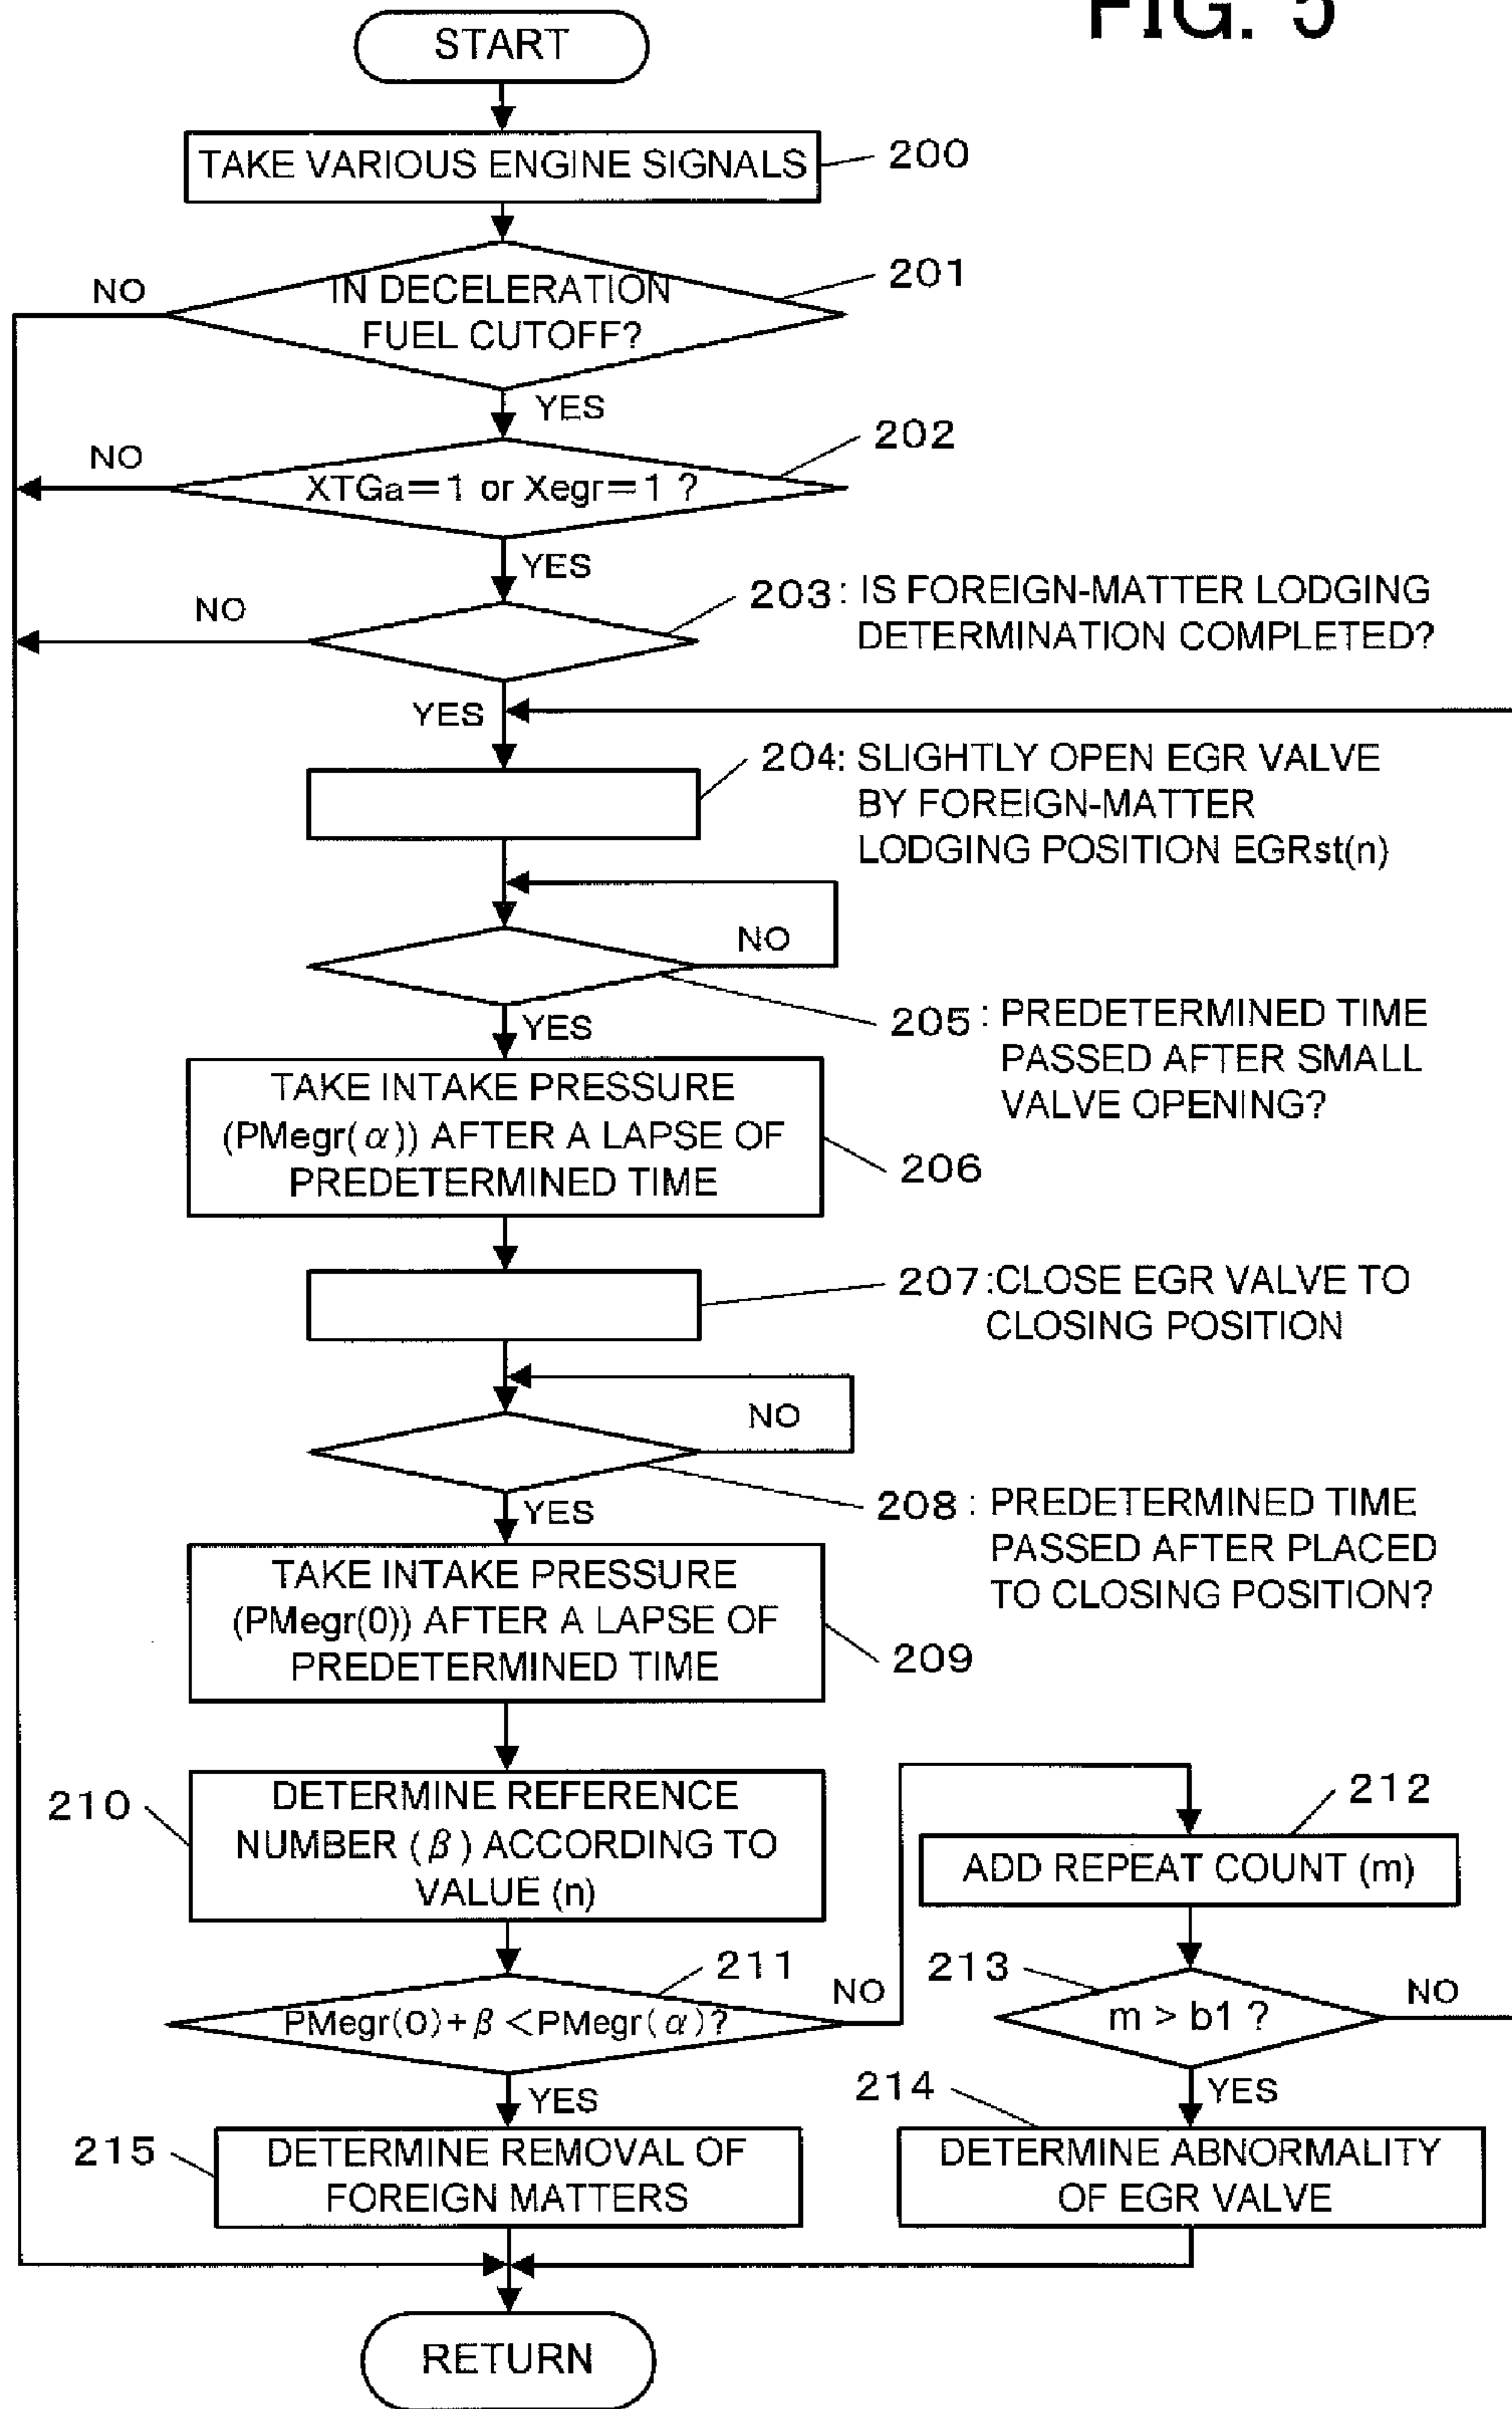 FIG. 5
START
TAKE VARIOUS ENGINE SIGNALS
200
IN DECELERATION
FUEL CUTOFF?
201
NO
YES
XTGa=1 or Xegr=1 ?
202
NO
YES
203: IS FOREIGN-MATTER LODGING
DETERMINATION COMPLETED?
NO
YES
204: SLIGHTLY OPEN EGR VALVE
BY FOREIGN-MATTER
LODGING POSITION EGRst(n)
NO
205: PREDETERMINED TIME
PASSED AFTER SMALL
VALVE OPENING?
YES
TAKE INTAKE PRESSURE
(PMegr(α)) AFTER A LAPSE OF
PREDETERMINED TIME
206
207:CLOSE EGR VALVE TO
CLOSING POSITION
NO
208: PREDETERMINED TIME
PASSED AFTER PLACED
TO CLOSING POSITION?
YES
TAKE INTAKE PRESSURE
(PMegr(0)) AFTER A LAPSE OF
PREDETERMINED TIME
209
210
DETERMINE REFERENCE
NUMBER (β) ACCORDING TO
VALUE (n)
211
PMegr(0)+β<PMegr(α)?
NO
YES
212
ADD REPEAT COUNT (m)
213
m > b1 ?
NO
YES
214
DETERMINE ABNORMALITY
OF EGR VALVE
215
DETERMINE REMOVAL OF
FOREIGN MATTERS
RETURN